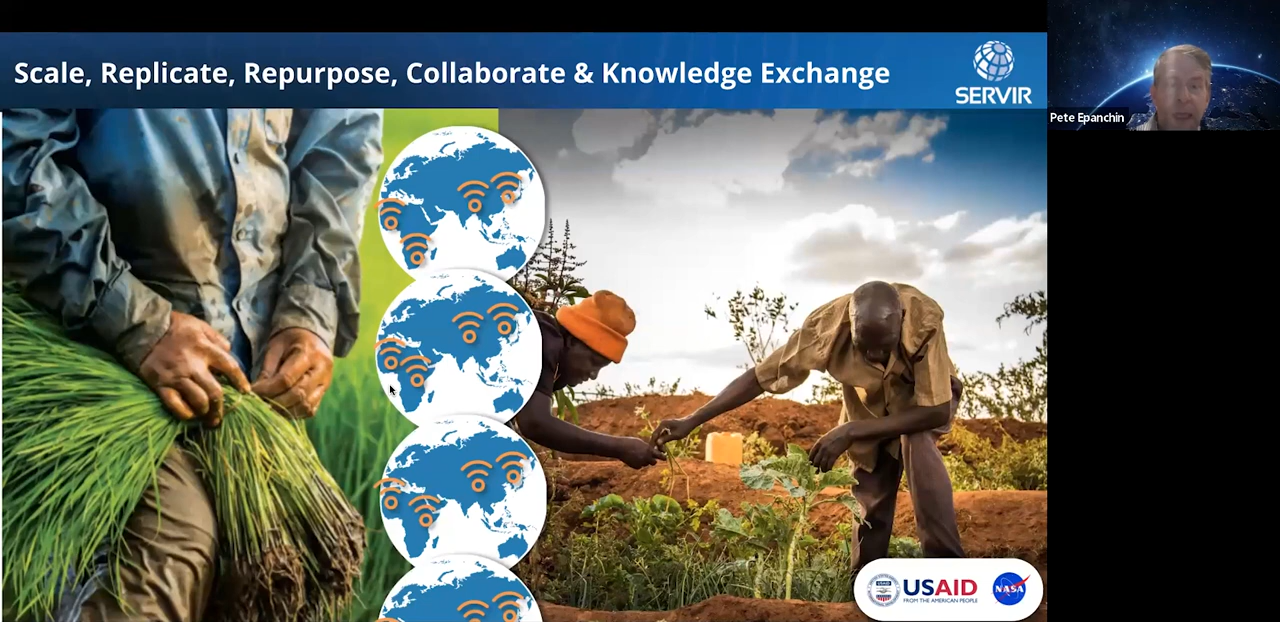 Scale, Replicate, Repurpose, Collaborate & Knowledge Exchange
SERVIR
Pete Epanchin
USAID
FROM THE AMERICAN PEOPLE
NASA